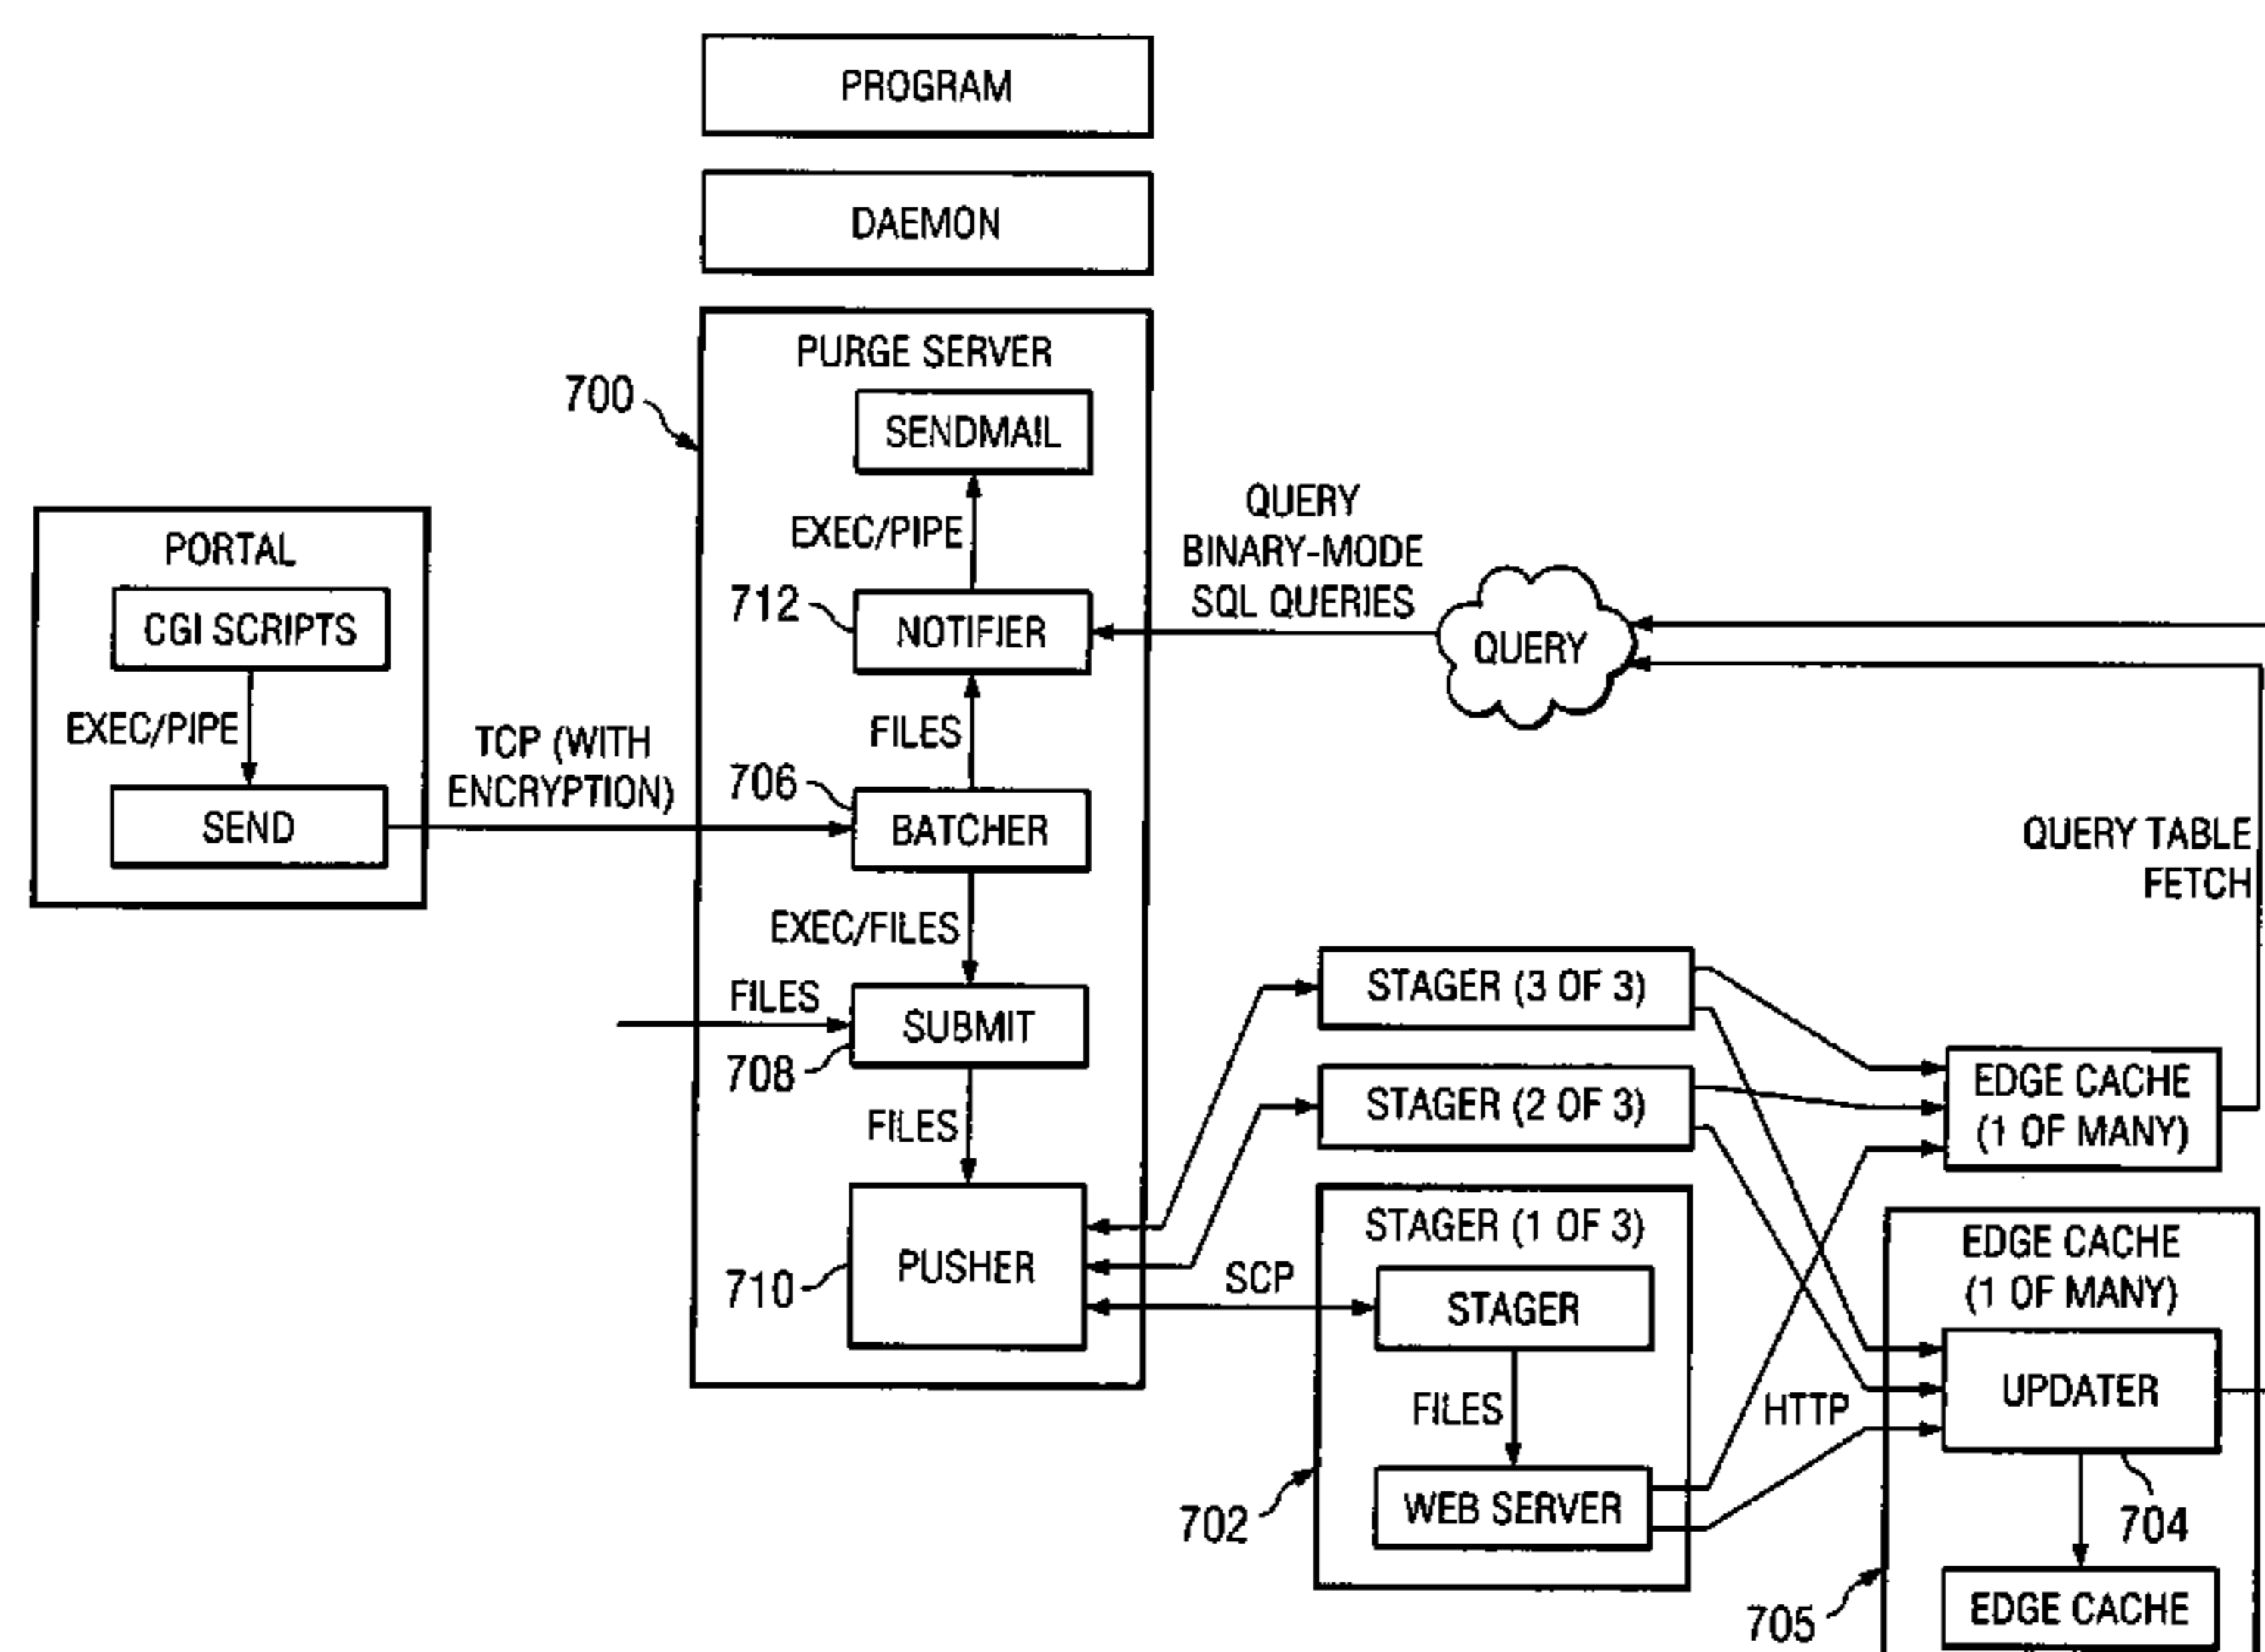 PROGRAM
DAEMON
PURGE SERVER
700
SENDMAIL
EXEC/PIPE
712
NOTIFIER
FILES
706
BATCHER
EXEC/FILES
FILES
SUBMIT
708
FILES
PUSHER
710
PORTAL
CGI SCRIPTS
EXEC/PIPE
SEND
TCP (WITH
ENCRYPTION)
QUERY
BINARY-MODE
SQL QUERIES
QUERY
QUERY TABLE
FETCH
STAGER (3 OF 3)
STAGER (2 OF 3)
STAGER (1 OF 3)
SCP
STAGER
FILES
WEB SERVER
702
HTTP
EDGE CACHE
(1 OF MANY)
EDGE CACHE
(1 OF MANY)
UPDATER
704
EDGE CACHE
705